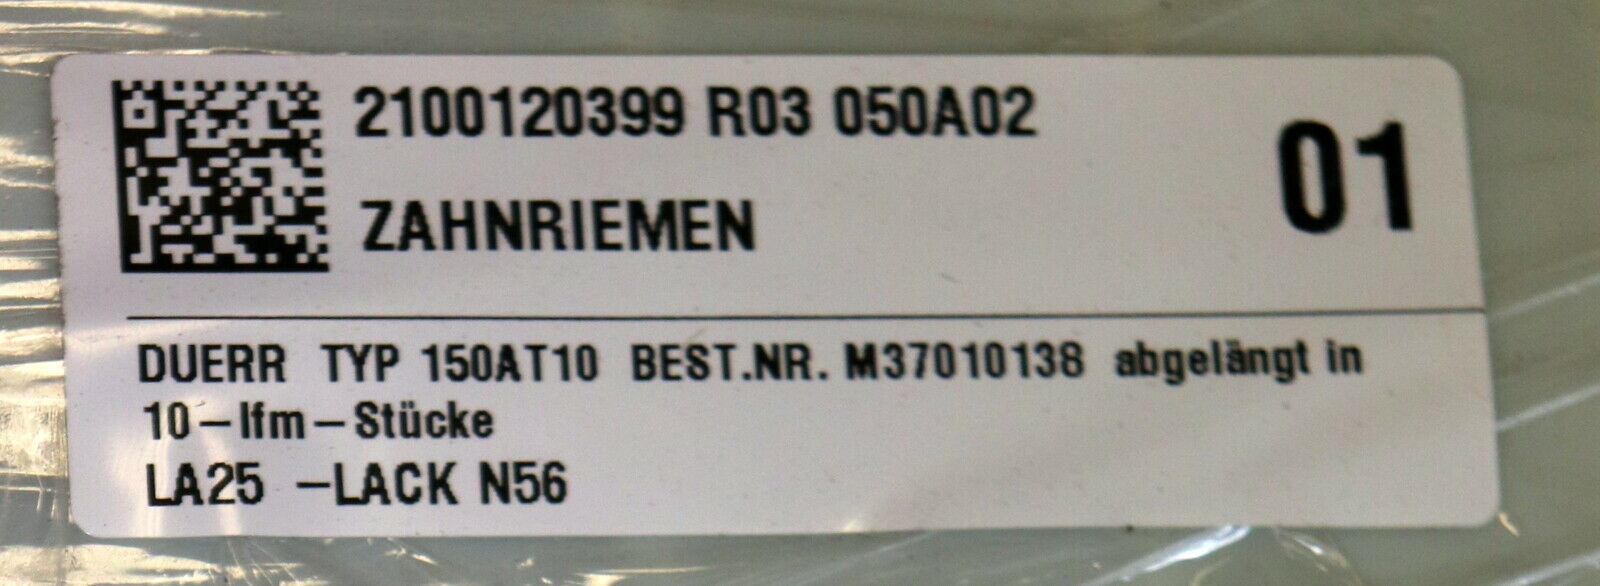 2100120399 R03 050A02
01
ZAHNRIEMEN
DUERR TYP 150AT10 BEST.NR. M37010138 abgelängt in
10-lfm-Stücke
LA25 -LACK N56